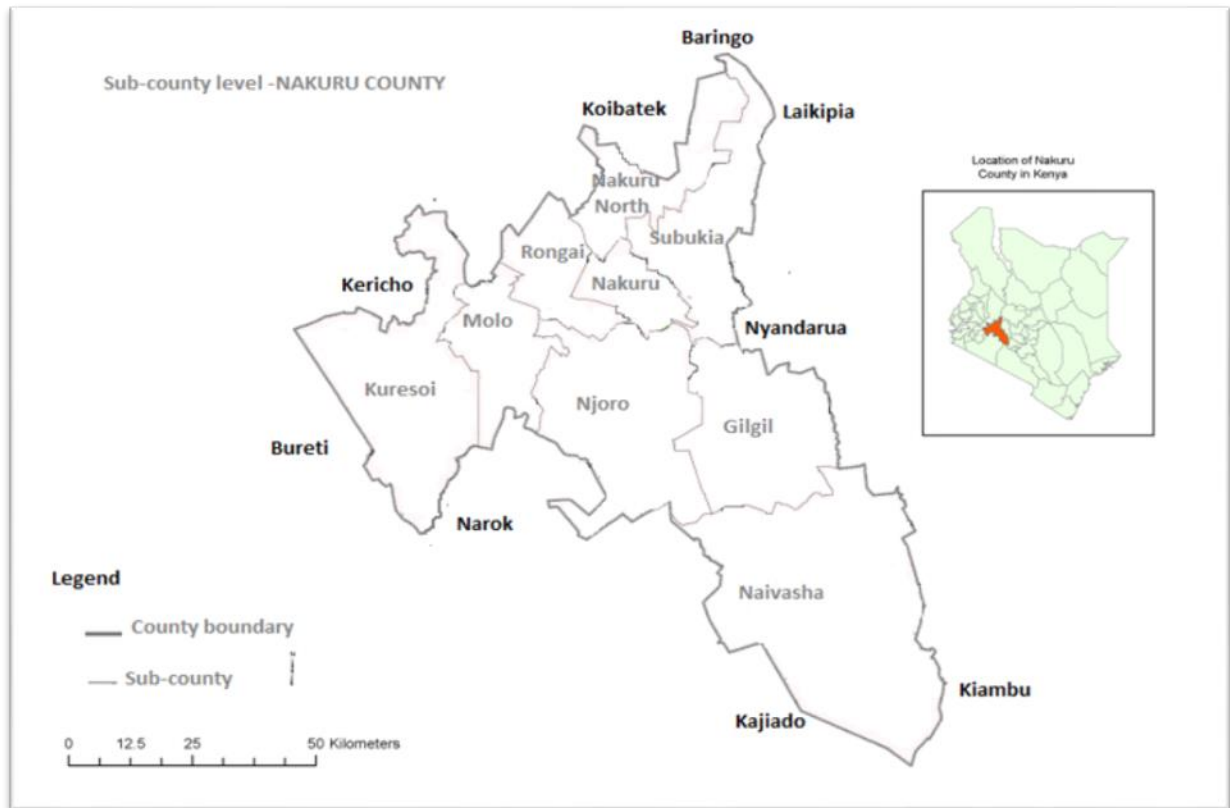 Baringo
Sub-county level -NAKURU COUNTY
Koibatek
Laikipia
Location of Nakuru
County in Kenya
Nakuru
North
Subukia
Rongai
Kericho
Nakuru
Molo
Nyandarua
Kuresoi
Njoro
Gilgil
Bureti
Narok
Legend
Naivasha
County boundary
Sub-county
Kiambu
Kajiado
0 12.5 25 50 Kilometers